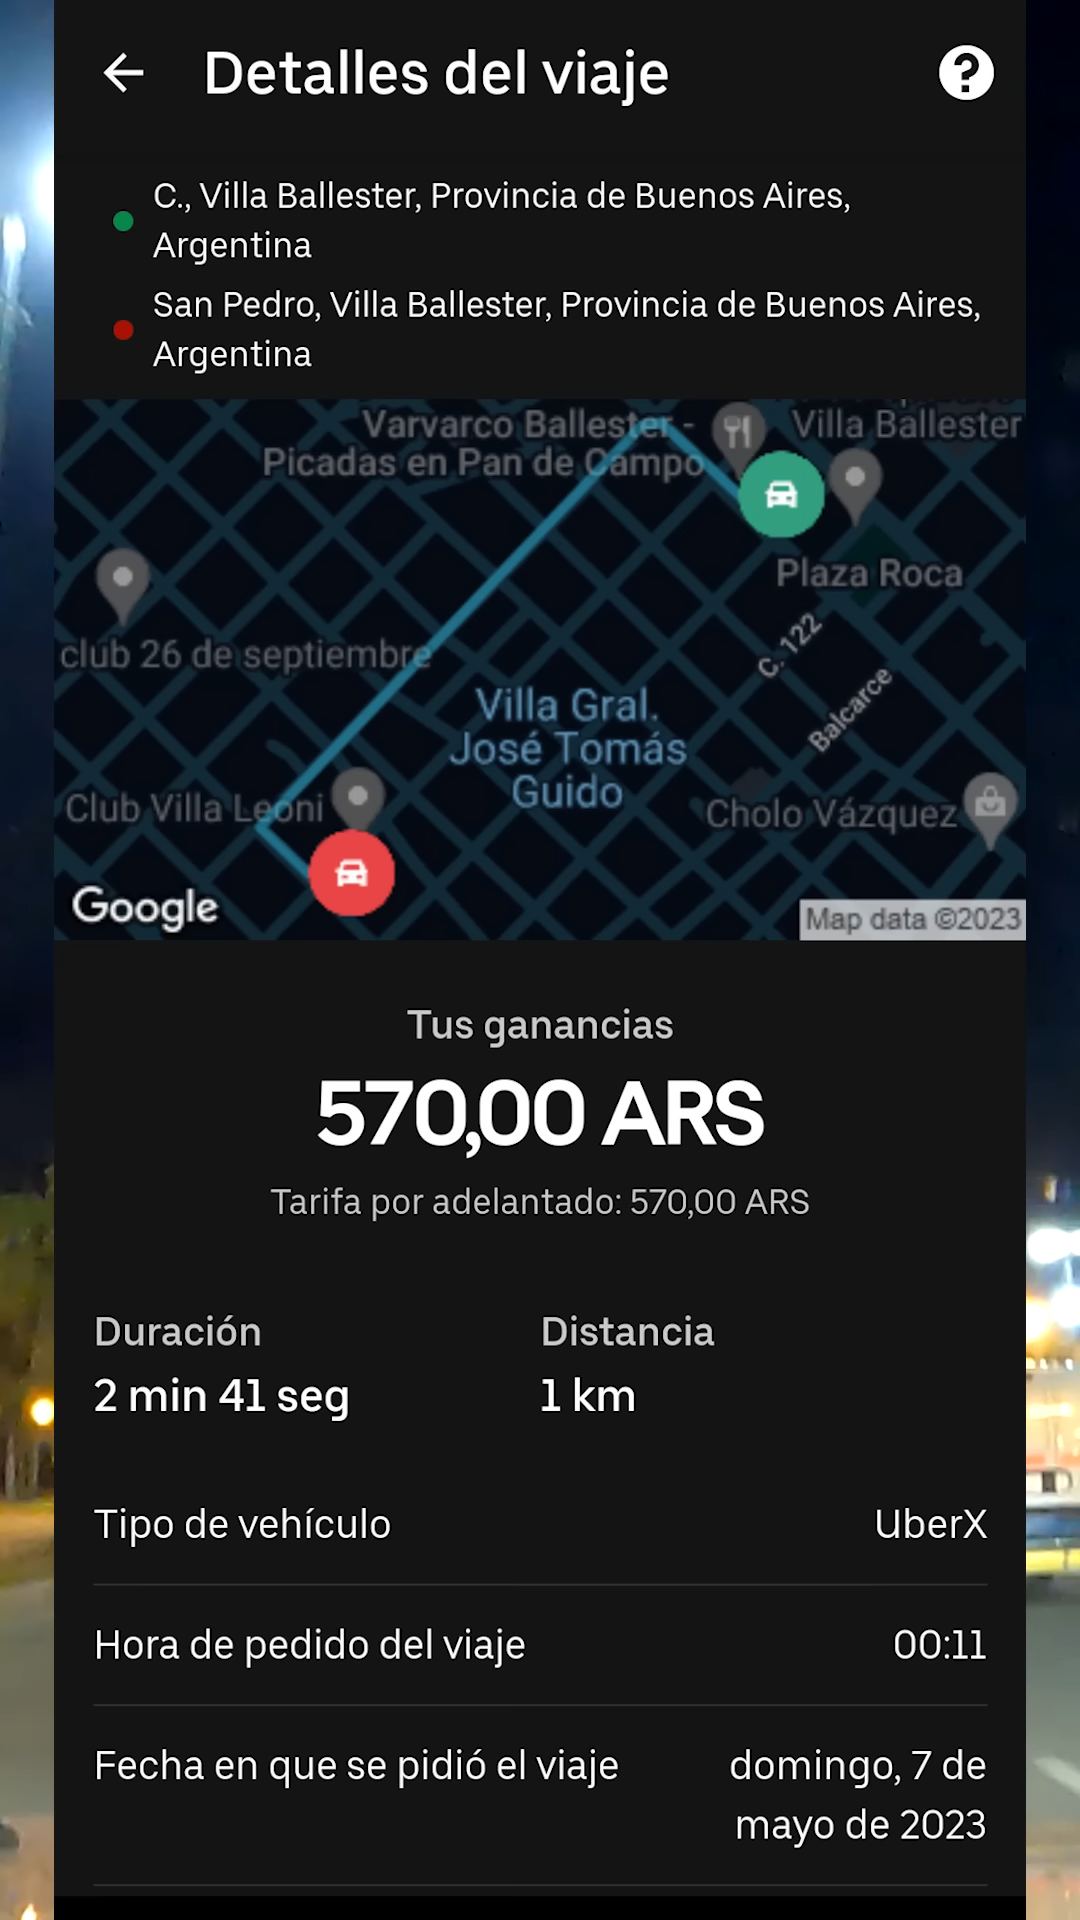 Detalles del viaje
C., Villa Ballester, Provincia de Buenos Aires,
Argentina
San Pedro, Villa Ballester, Provincia de Buenos Aires,
Argentina
Varvarco Ballester -
Picadas en Pan de Campo
Villa Ballester
Plaza Roca
club 26 de septiembre
C. 122
Balcarce
Villa Gral.
José Tomás
Guido
Club Villa Leoni
Cholo Vázquez
Google
Map data ©2023
Tus ganancias
570,00 ARS
Tarifa por adelantado: 570,00 ARS
Duración
Distancia
2 min 41 seg
1 km
Tipo de vehículo
UberX
Hora de pedido del viaje
00:11
Fecha en que se pidió el viaje
domingo, 7 de
mayo de 2023